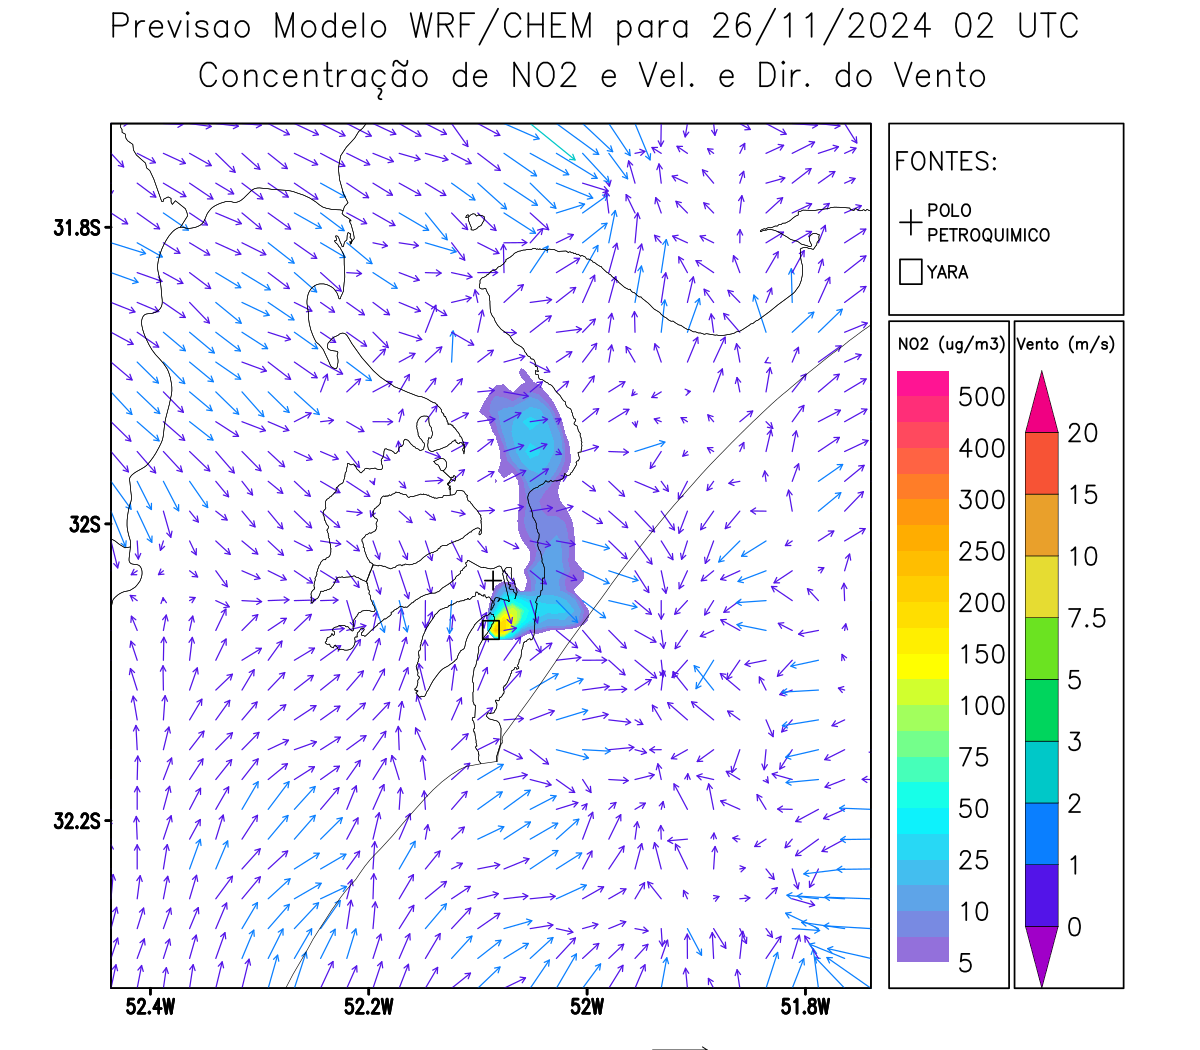 Previsao Modelo WRF/CHEM para 26/11/2024 02 UTC
Concentração de NO2 e Vel. e Dir. do Vento
FONTES:
POLO
PETROQUIMICO
YARA
NO2 (ug/m3)
500
400
300
250
200
150
100
75
50
25
10
5
Vento (m/s)
20
15
10
7.5
5
3
2
1
0
31.8S
32S
32.2S
52.4W
52.2W
52W
51.8W